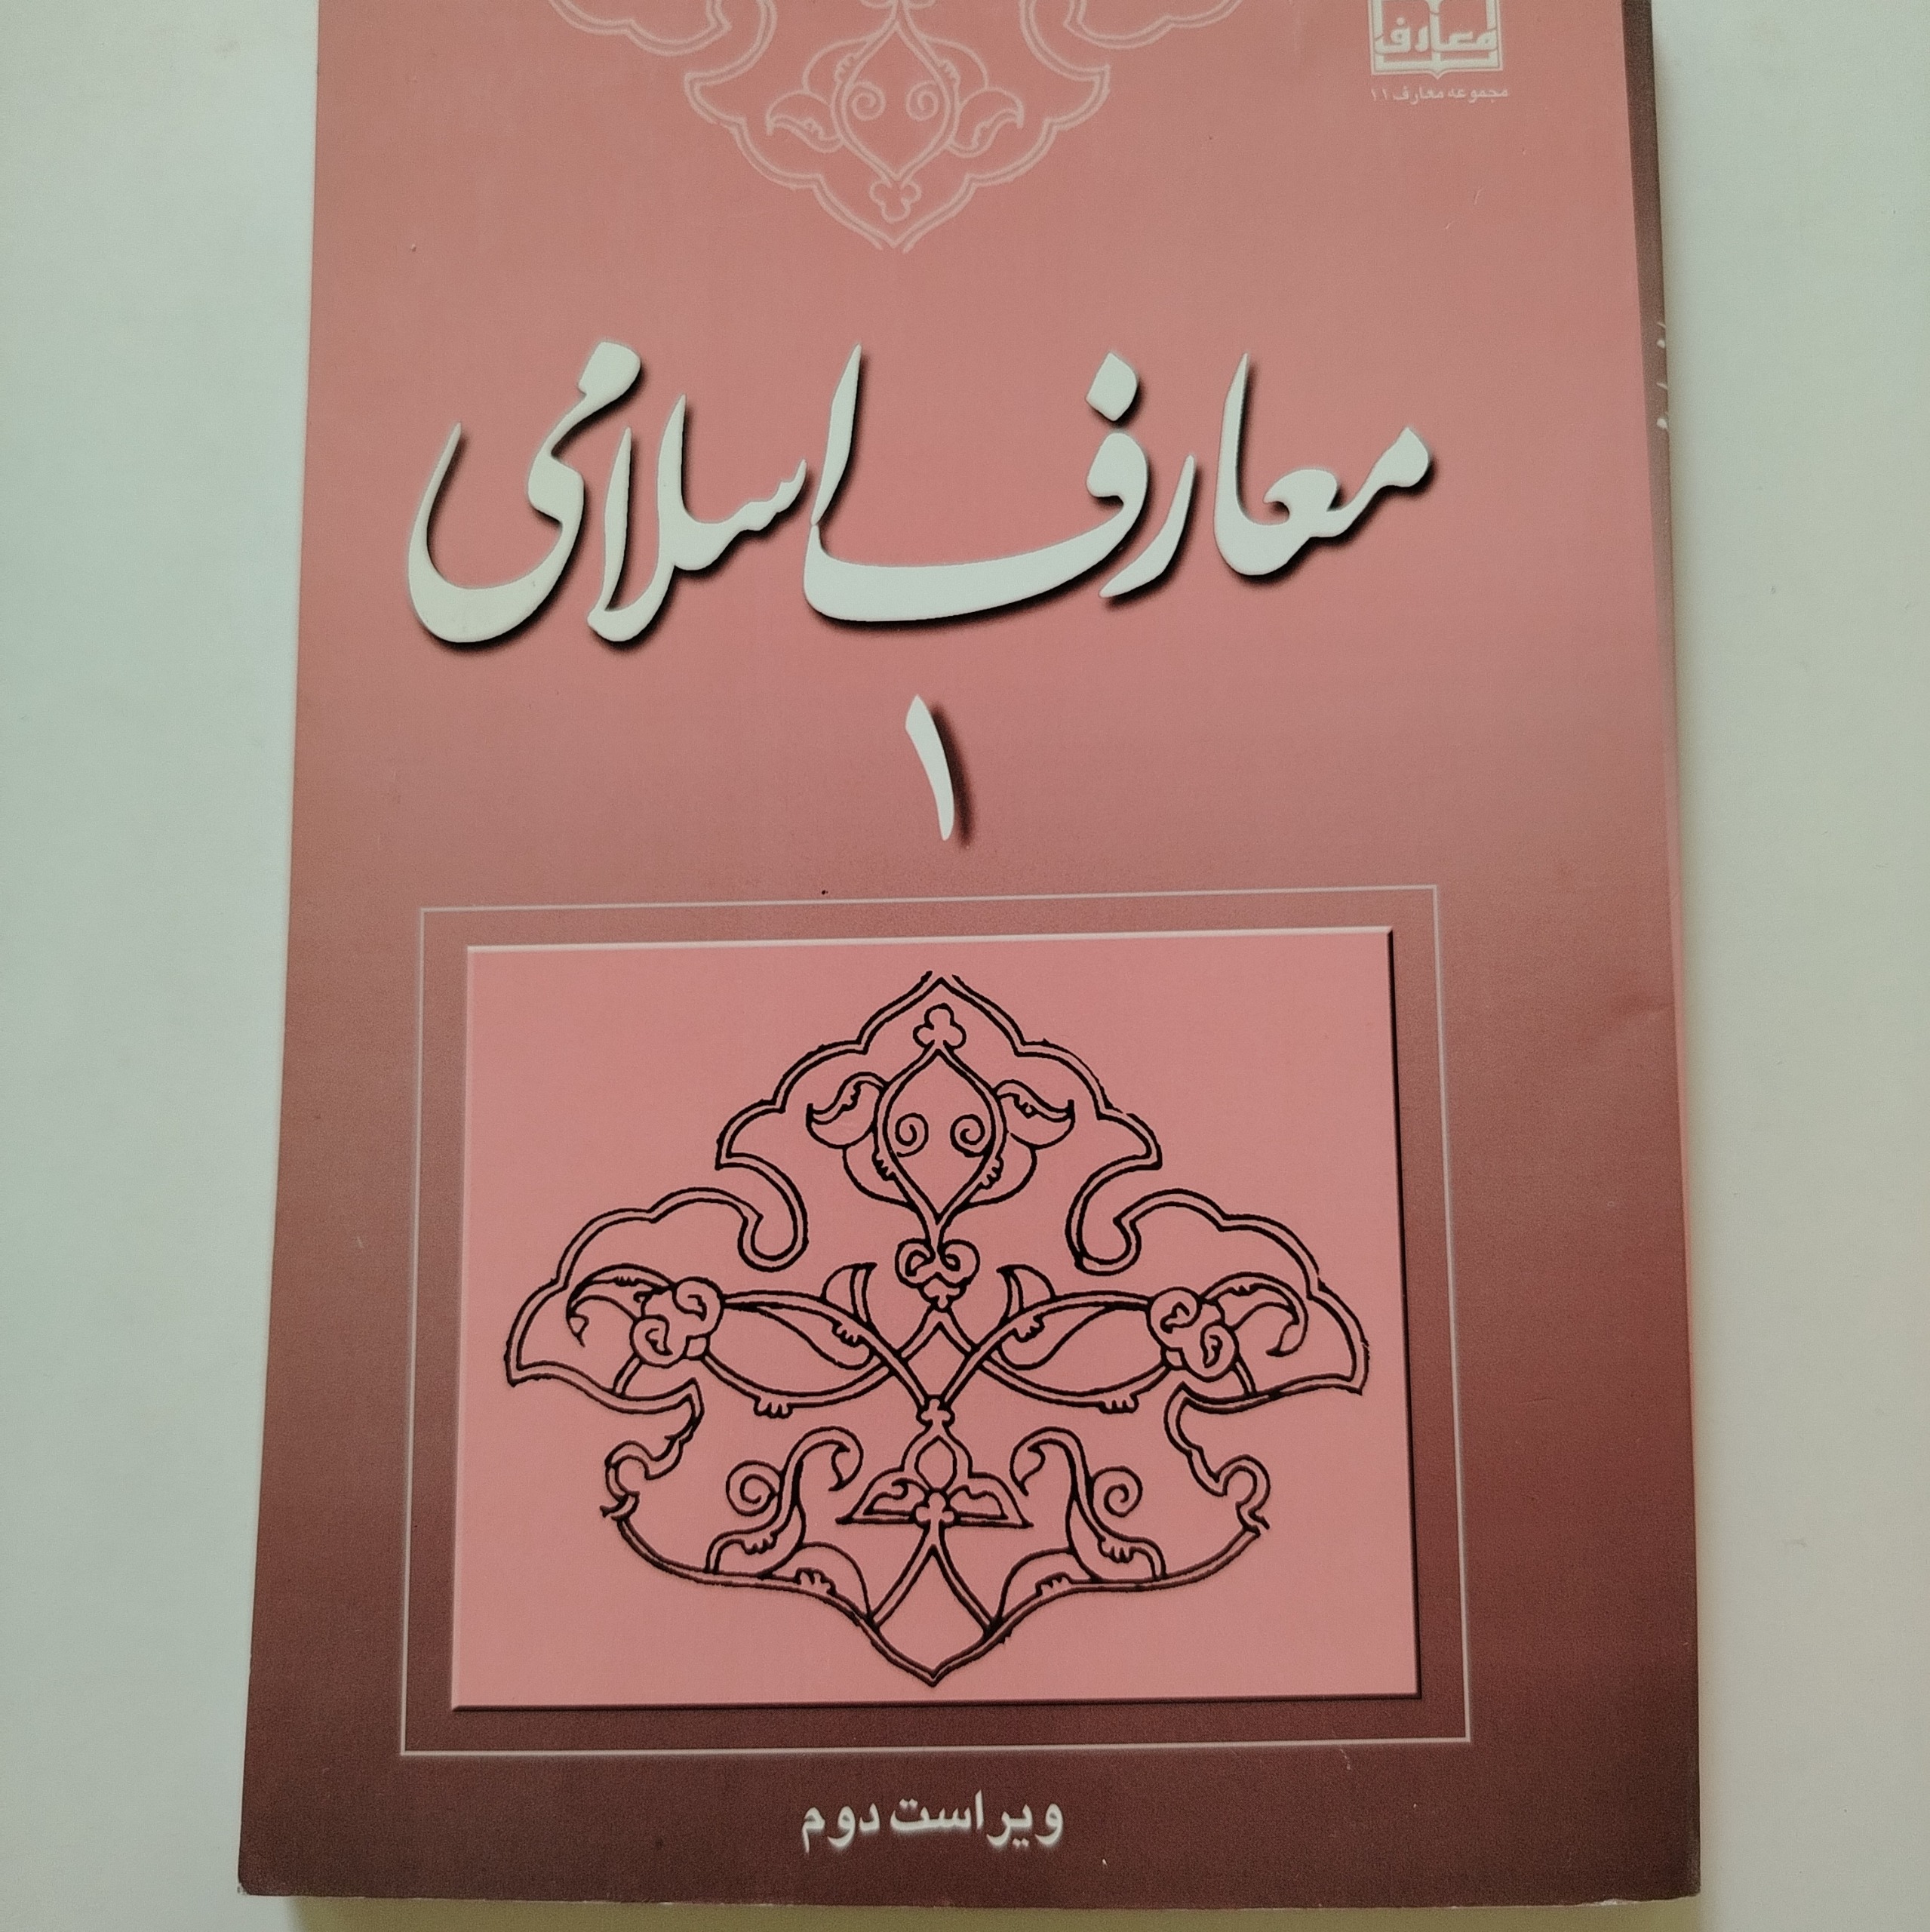 معارف
مجموعه معارف ۱۱
معارف اسلامی
۱
ویراست دوم